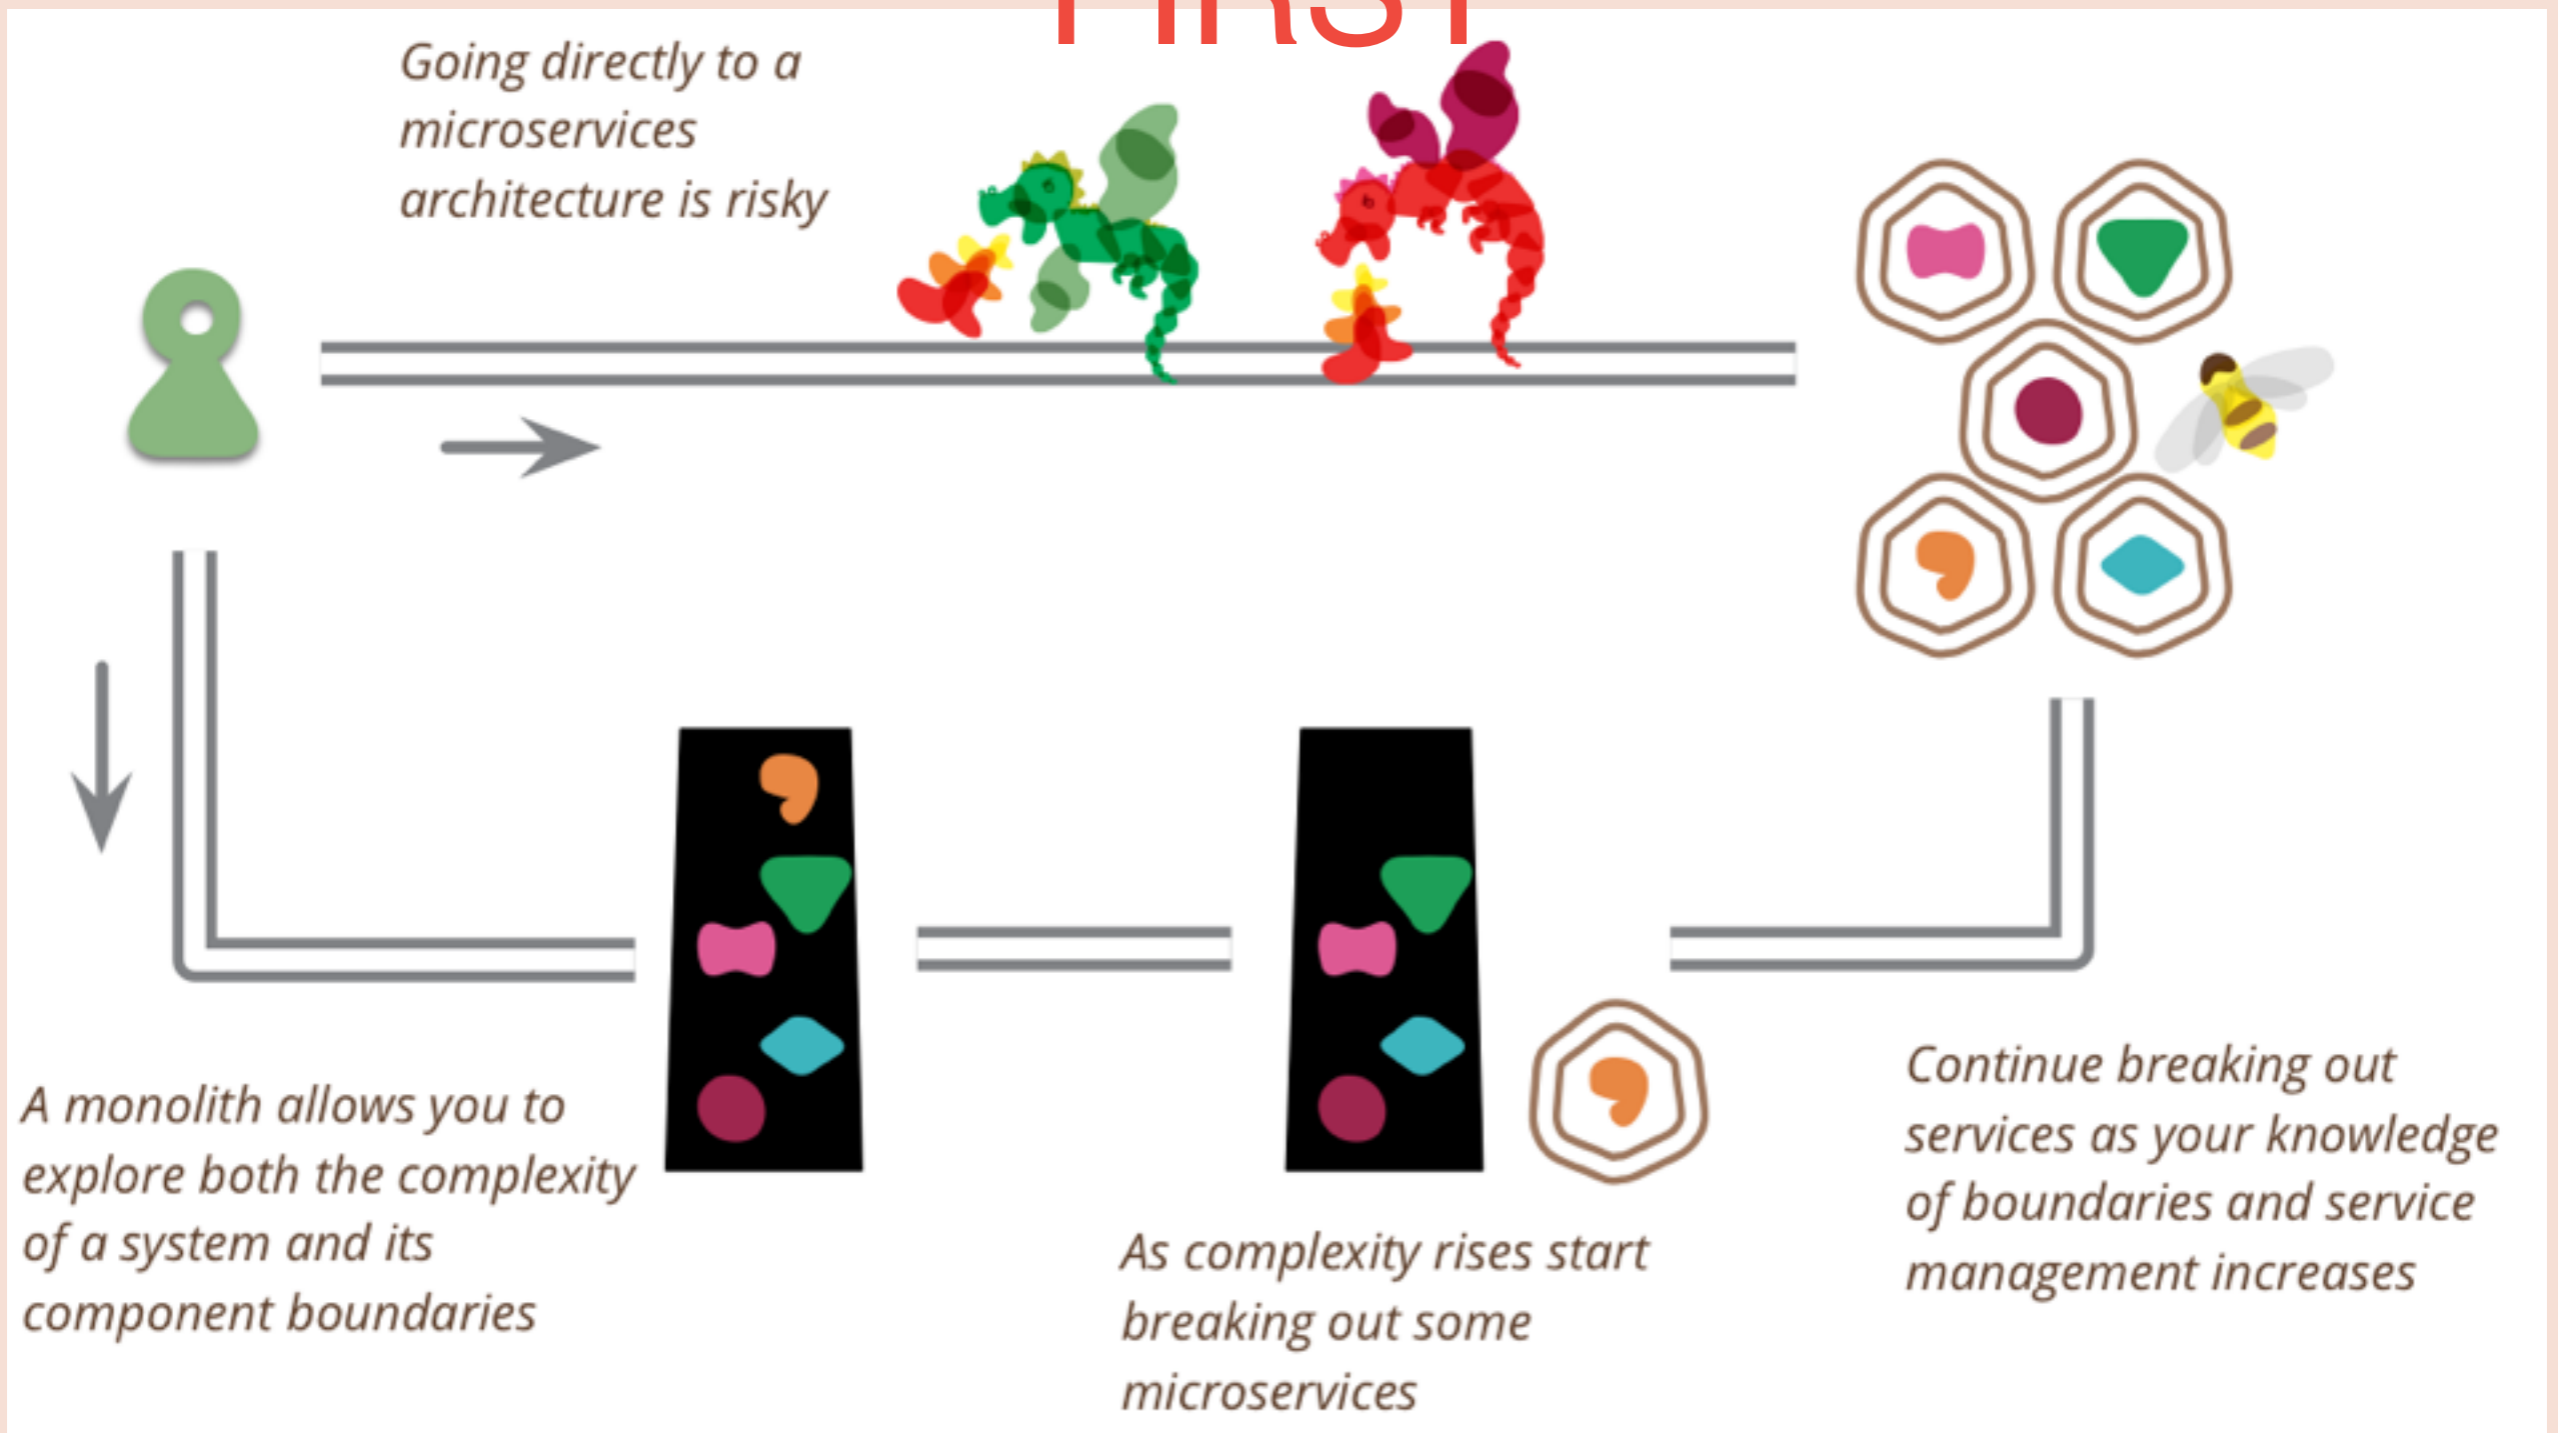 FIRST
Going directly to a
microservices
architecture is risky
A monolith allows you to
explore both the complexity
of a system and its
component boundaries
As complexity rises start
breaking out some
microservices
Continue breaking out
services as your knowledge
of boundaries and service
management increases